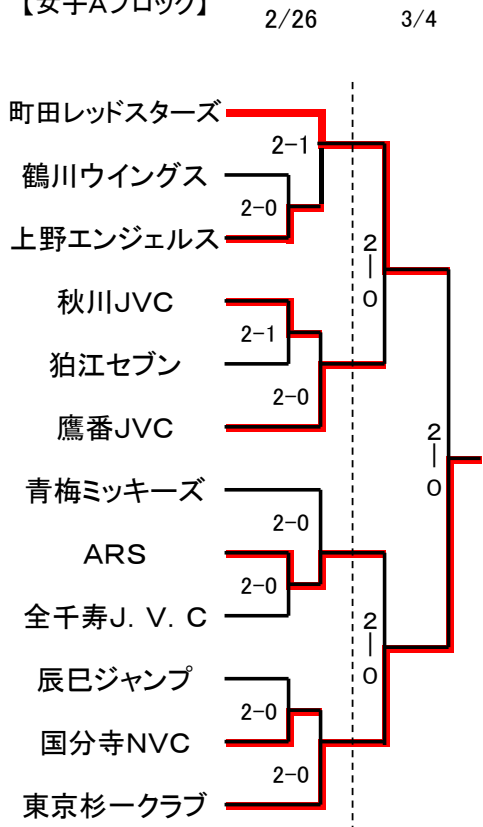 【女子Aブロック】
2/26 3/4
町田レッドスターズ
2-1
鶴川ウイングス
2-0
上野エンジェルス
2|0
秋川JVC
2-1
狛江セブン
2-0
鷹番JVC
2|0
青梅ミッキーズ
2-0
ARS
2-0
全千寿J. V. C
2|0
辰巳ジャンプ
2-0
国分寺NVC
2-0
東京杉一クラブ